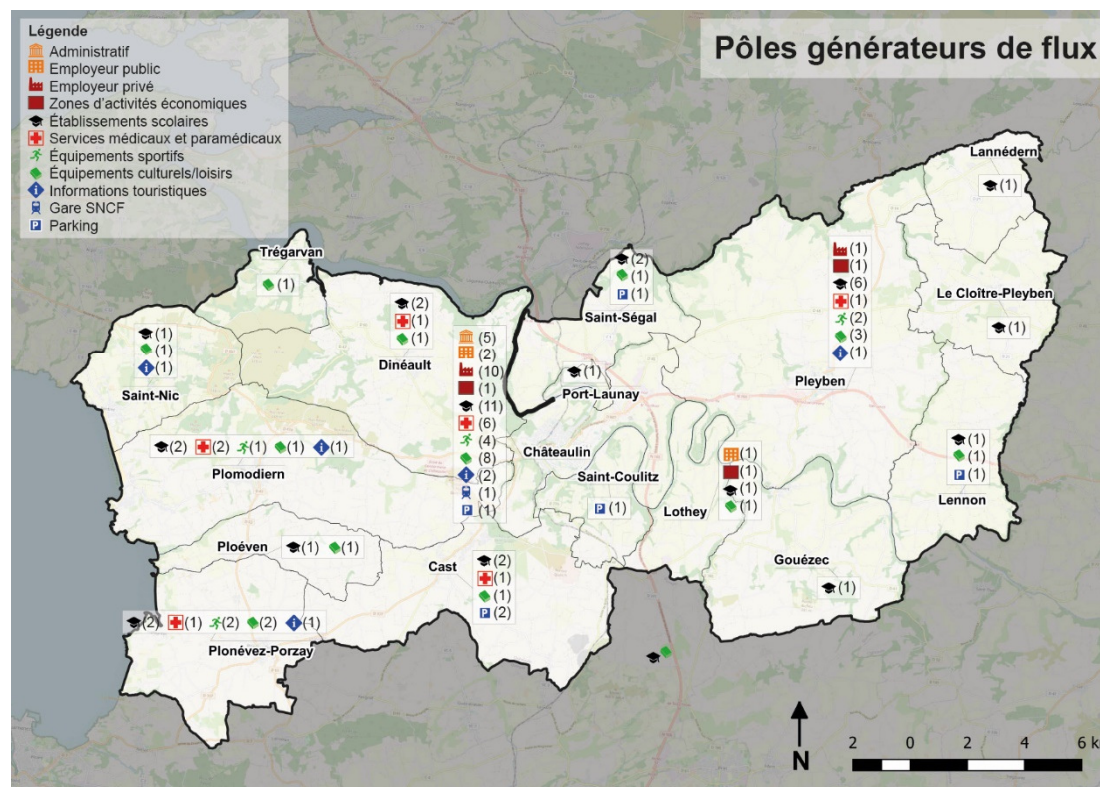 Légende
Administratif
Employeur public
Employeur privé
Zones d'activités économiques
Établissements scolaires
Services médicaux et paramédicaux
Équipements sportifs
Équipements culturels/loisirs
Informations touristiques
Gare SNCF
Parking
Pôles générateurs de flux
Lannédern
(1)
Trégarvan
(1)
(2)
(1)
(1)
Saint-Ségal
(1)
(1)
(6)
(1)
(2)
(3)
(1)
Pleyben
Le Cloître-Pleyben
(1)
(2)
(1)
(1)
Dinéault
(1)
(1)
(1)
Saint-Nic
(5)
(2)
(10)
(1)
(11)
(6)
(4)
(8)
(2)
(1)
(1)
Châteaulin
(1)
Port-Launay
(2) (2) (1) (1) (1)
Plomodiern
Saint-Coulitz
(1)
(1)
(1)
(1)
(1)
Lothey
(1)
(1)
(1)
Lennon
Ploéven
(1) (1)
Cast
(2)
(1)
(1)
(2)
Gouézec
(1)
(2) (1) (2) (2) (1)
Plonévez-Porzay
N
2 0 2 4 6 k